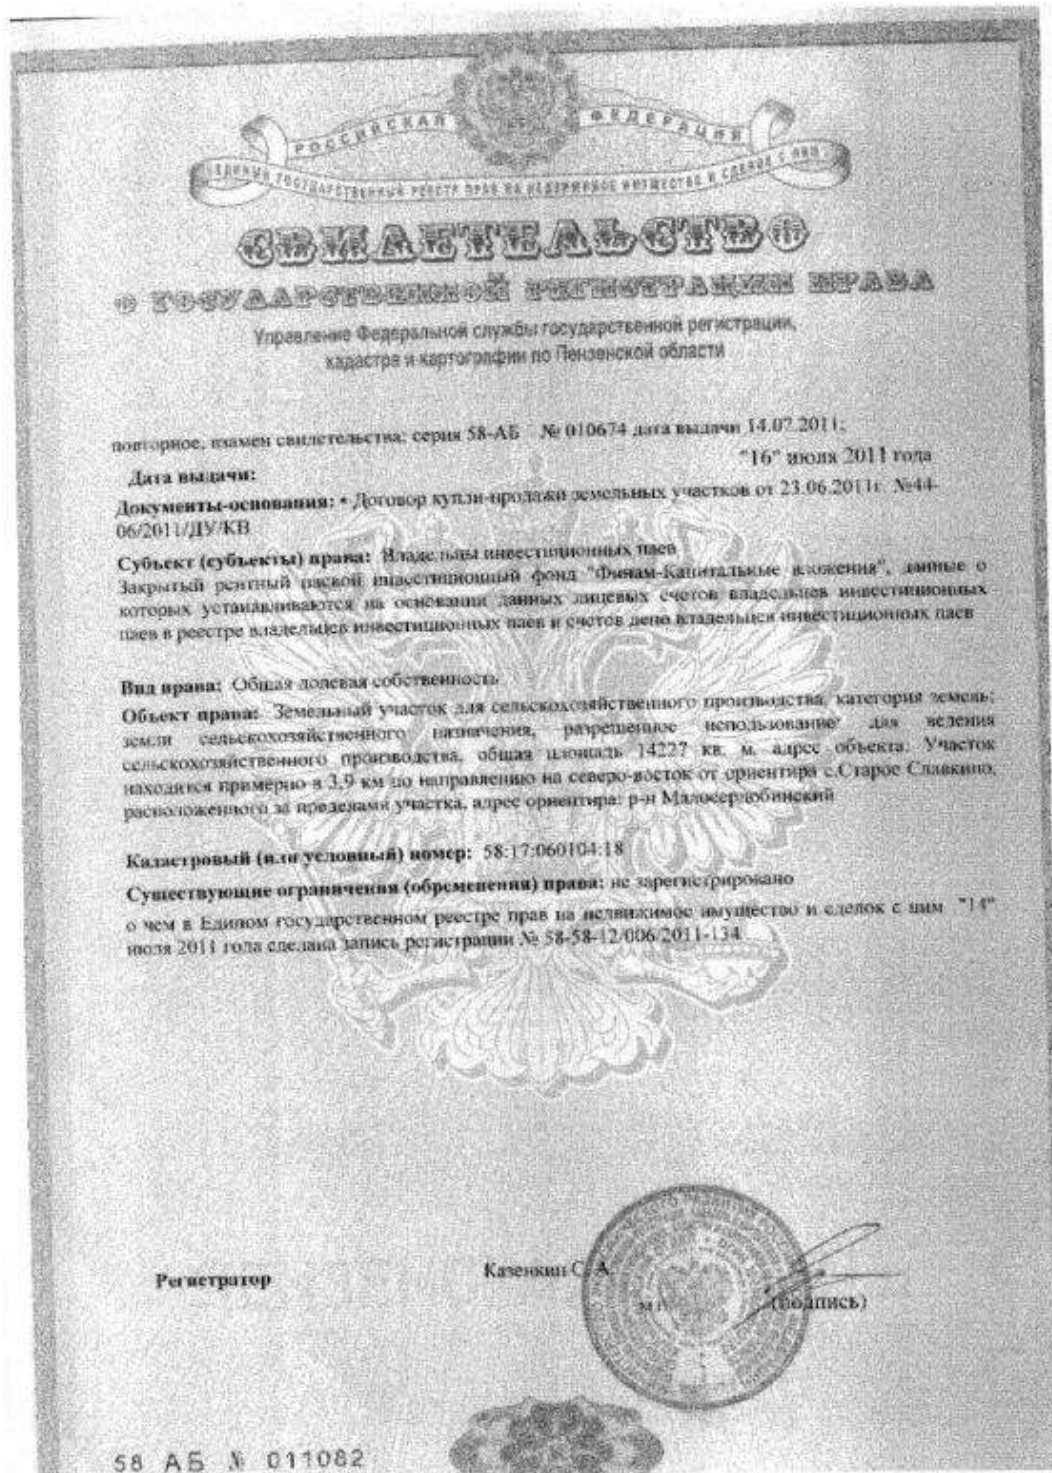 РОССИЙСКАЯ ФЕДЕРАЦИЯ
ЕДИНЫЙ ГОСУДАРСТВЕННЫЙ РЕЕСТР ПРАВ НА НЕДВИЖИМОЕ ИМУЩЕСТВО И СДЕЛОК С НИМ
СВИДЕТЕЛЬСТВО
О ГОСУДАРСТВЕННОЙ РЕГИСТРАЦИИ ПРАВА
Управление Федеральной службы государственной регистрации,
кадастра и картографии по Пензенской области
повторное, взамен свидетельства: серия 58-АБ № 010674 дата выдачи 14.07.2011;
Дата выдачи: "16" июля 2011 года
Документы-основания: • Договор купли-продажи земельных участков от 23.06.2011г. №44-
06/2011/ДУ/КВ
Субъект (субъекты) права: Владельцы инвестиционных паев
Закрытый рентный паевой инвестиционный фонд "Финам-Капитальные вложения", данные о
которых устанавливаются на основании данных лицевых счетов владельцев инвестиционных
паев в реестре владельцев инвестиционных паев и счетов депо владельцев инвестиционных паев
Вид права: Общая долевая собственность
Объект права: Земельный участок для сельскохозяйственного производства, категория земель:
земли сельскохозяйственного назначения, разрешенное использование: для ведения
сельскохозяйственного производства, общая площадь 14227 кв. м, адрес объекта: Участок
находится примерно в 3,9 км по направлению на северо-восток от ориентира с.Старое Славкино,
расположенного за пределами участка, адрес ориентира: р-н Малосердобинский
Кадастровый (или условный) номер: 58:17:060104:18
Существующие ограничения (обременения) права: не зарегистрировано
о чем в Едином государственном реестре прав на недвижимое имущество и сделок с ним "14"
июля 2011 года сделана запись регистрации № 58-58-12/006/2011-134
Регистратор Казенкин С. А.
М.П. (подпись)
58 АБ № 011082